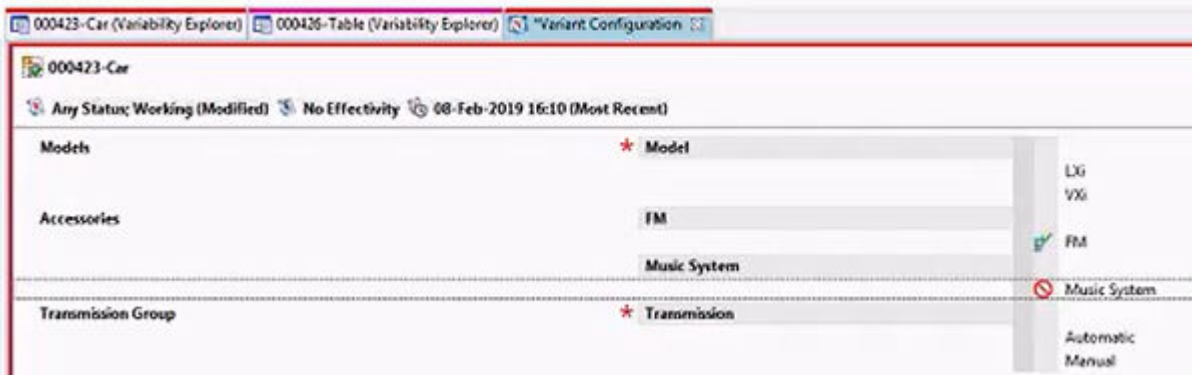 000423-Car (Variability Explorer) 000426-Table (Variability Explorer) *Variant Configuration
000423-Car
Any Status; Working (Modified) No Effectivity 08-Feb-2019 16:10 (Most Recent)
Models * Model
LXi
VXi
Accessories FM
FM
Music System
Music System
Transmission Group * Transmission
Automatic
Manual